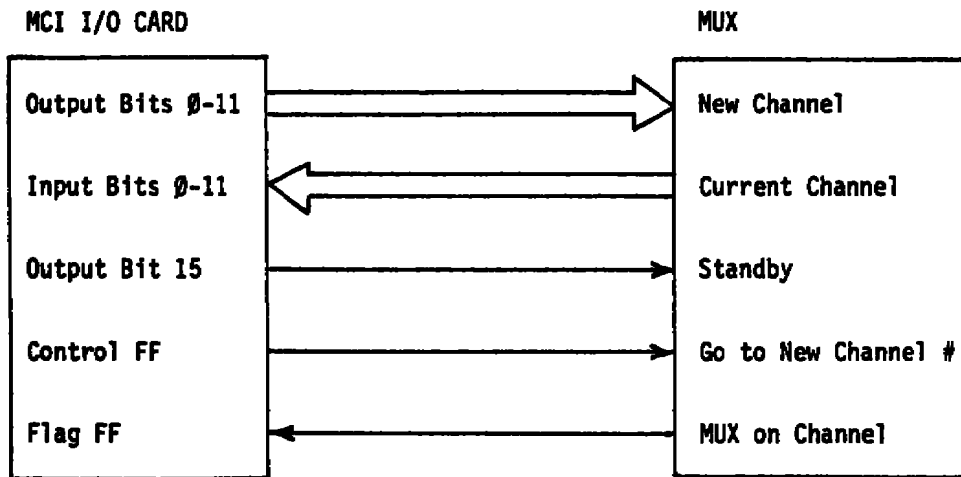 MCI I/O CARD
MUX
Output Bits Ø-11
New Channel
Input Bits Ø-11
Current Channel
Output Bit 15
Standby
Control FF
Go to New Channel #
Flag FF
MUX on Channel